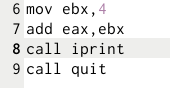 6 mov ebx,4
7 add eax,ebx
8 call iprint
9 call quit